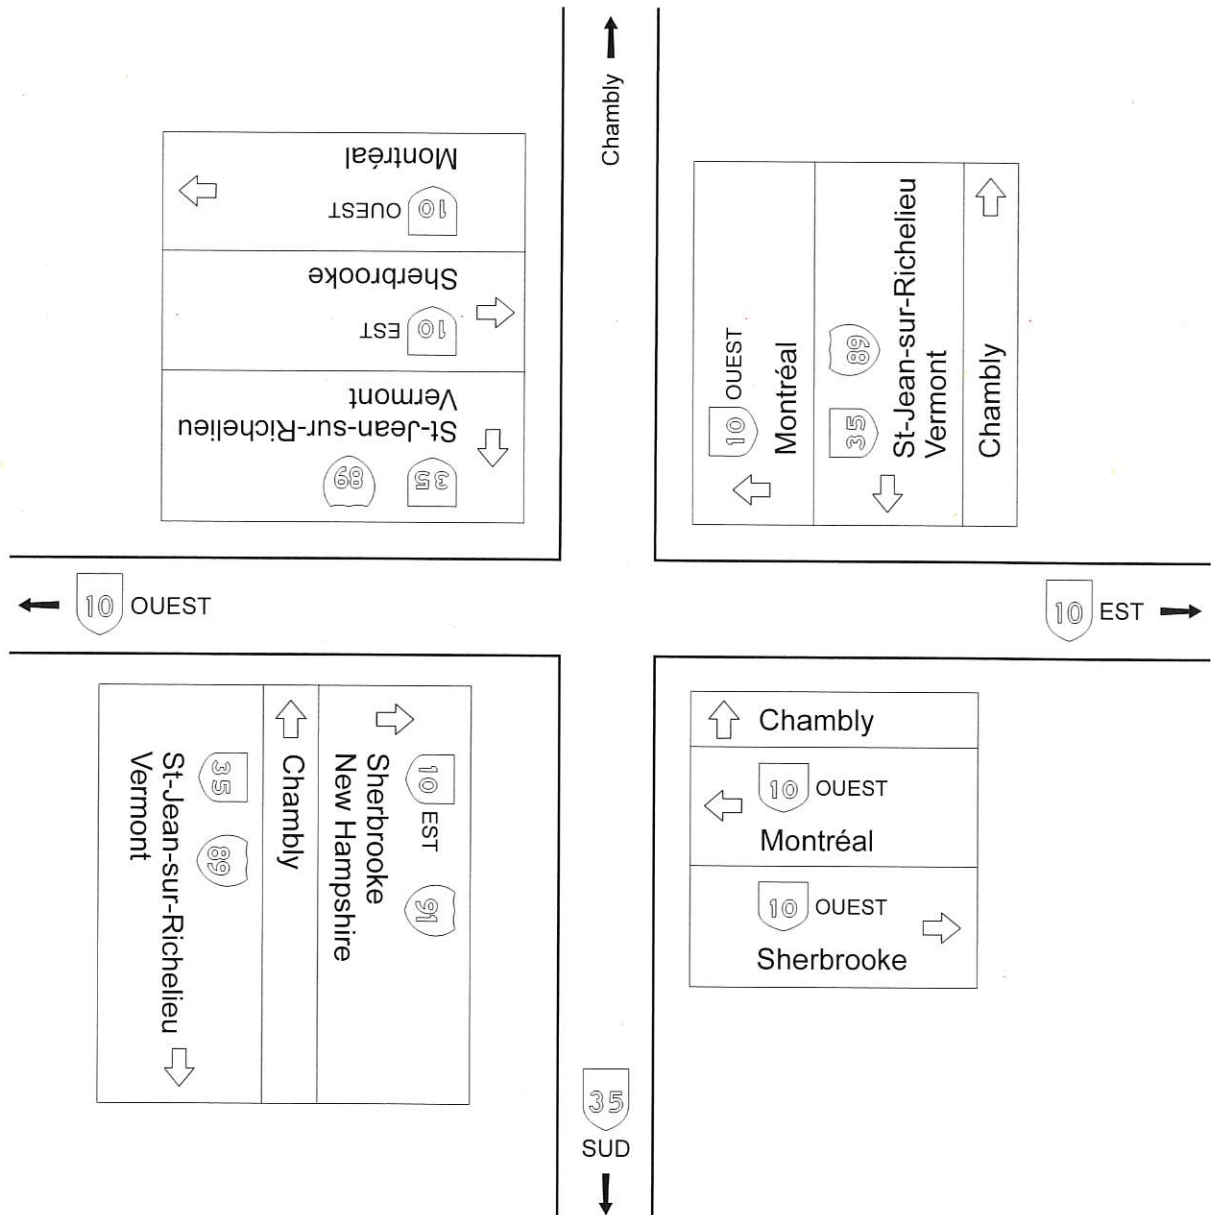 Chambly
Montréal
10 OUEST
Sherbrooke
10 EST
Vermont
St-Jean-sur-Richelieu
89 35
10 OUEST
Montréal
35 89
St-Jean-sur-Richelieu
Vermont
Chambly
10 OUEST
10 EST
35 89
St-Jean-sur-Richelieu
Vermont
Chambly
10 EST 91
Sherbrooke
New Hampshire
Chambly
10 OUEST
Montréal
10 OUEST
Sherbrooke
35
SUD